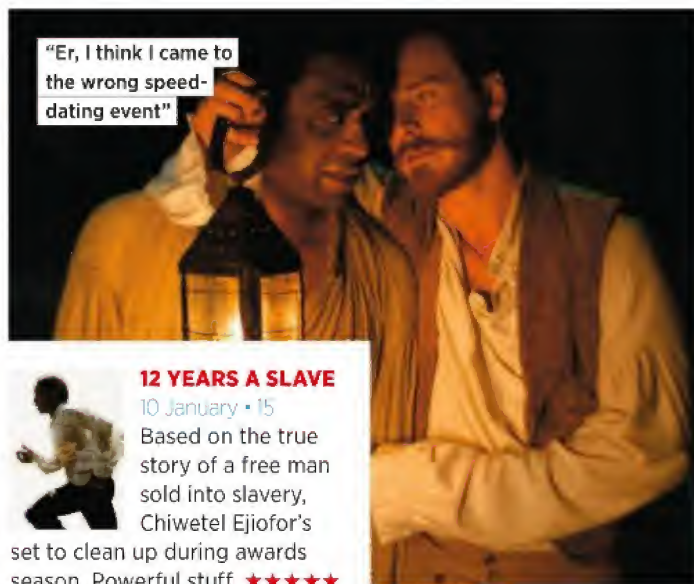 “Er, I think I came to
the wrong speed-
dating event”
12 YEARS A SLAVE
10 January • 15
Based on the true
story of a free man
sold into slavery,
Chiwetel Ejiofor’s
set to clean up during awards
season. Powerful stuff. ★★★★★